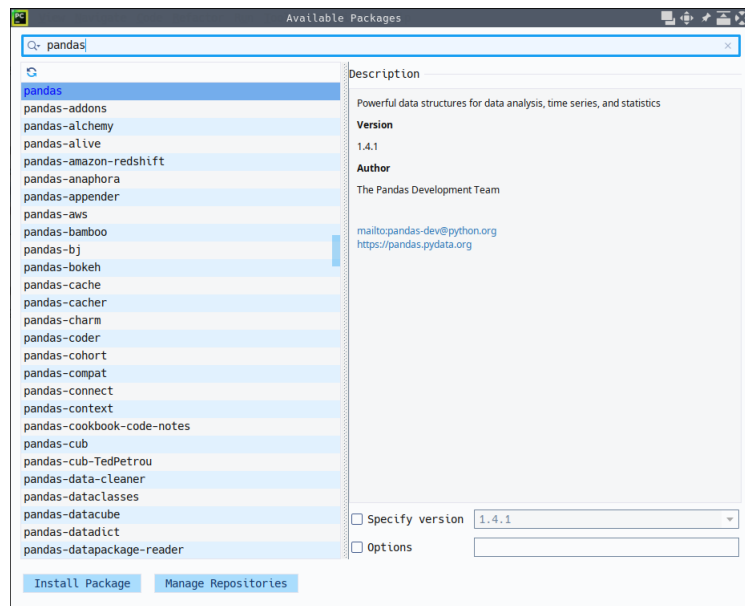 PC
Available Packages
pandas
Description
pandas
pandas-addons
pandas-alchemy
pandas-alive
pandas-amazon-redshift
pandas-anaphora
pandas-appender
pandas-aws
pandas-bamboo
pandas-bj
pandas-bokeh
pandas-cache
pandas-cacher
pandas-charm
pandas-coder
pandas-cohort
pandas-compat
pandas-connect
pandas-context
pandas-cookbook-code-notes
pandas-cub
pandas-cub-TedPetrou
pandas-data-cleaner
pandas-dataclasses
pandas-datacube
pandas-datadict
pandas-datapackage-reader
Powerful data structures for data analysis, time series, and statistics
Version
1.4.1
Author
The Pandas Development Team
mailto:pandas-dev@python.org
https://pandas.pydata.org
Specify version 1.4.1
Options
Install Package Manage Repositories